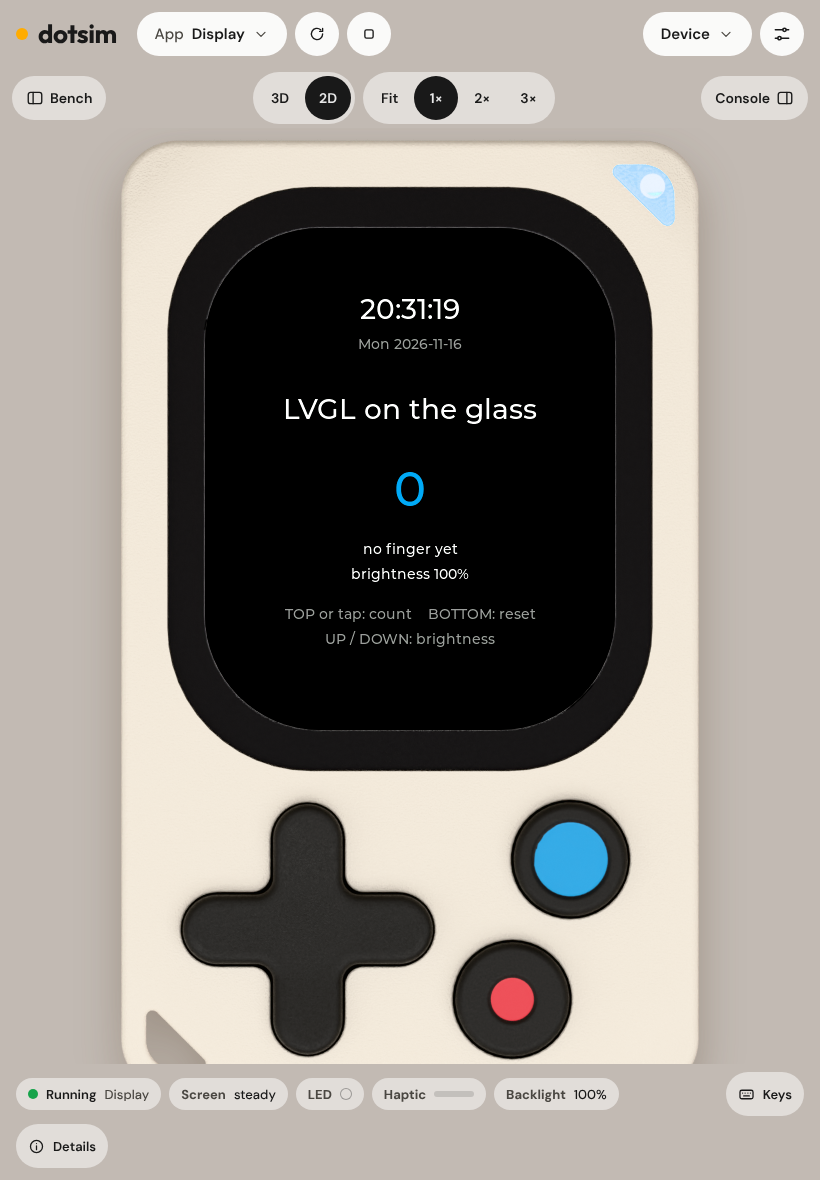 dotsim
App Display
Device
Bench
3D 2D
Fit 1× 2× 3×
Console
20:31:19
Mon 2026-11-16
LVGL on the glass
0
no finger yet
brightness 100%
TOP or tap: count BOTTOM: reset
UP / DOWN: brightness
Running Display
Screen steady
LED
Haptic
Backlight 100%
Keys
Details